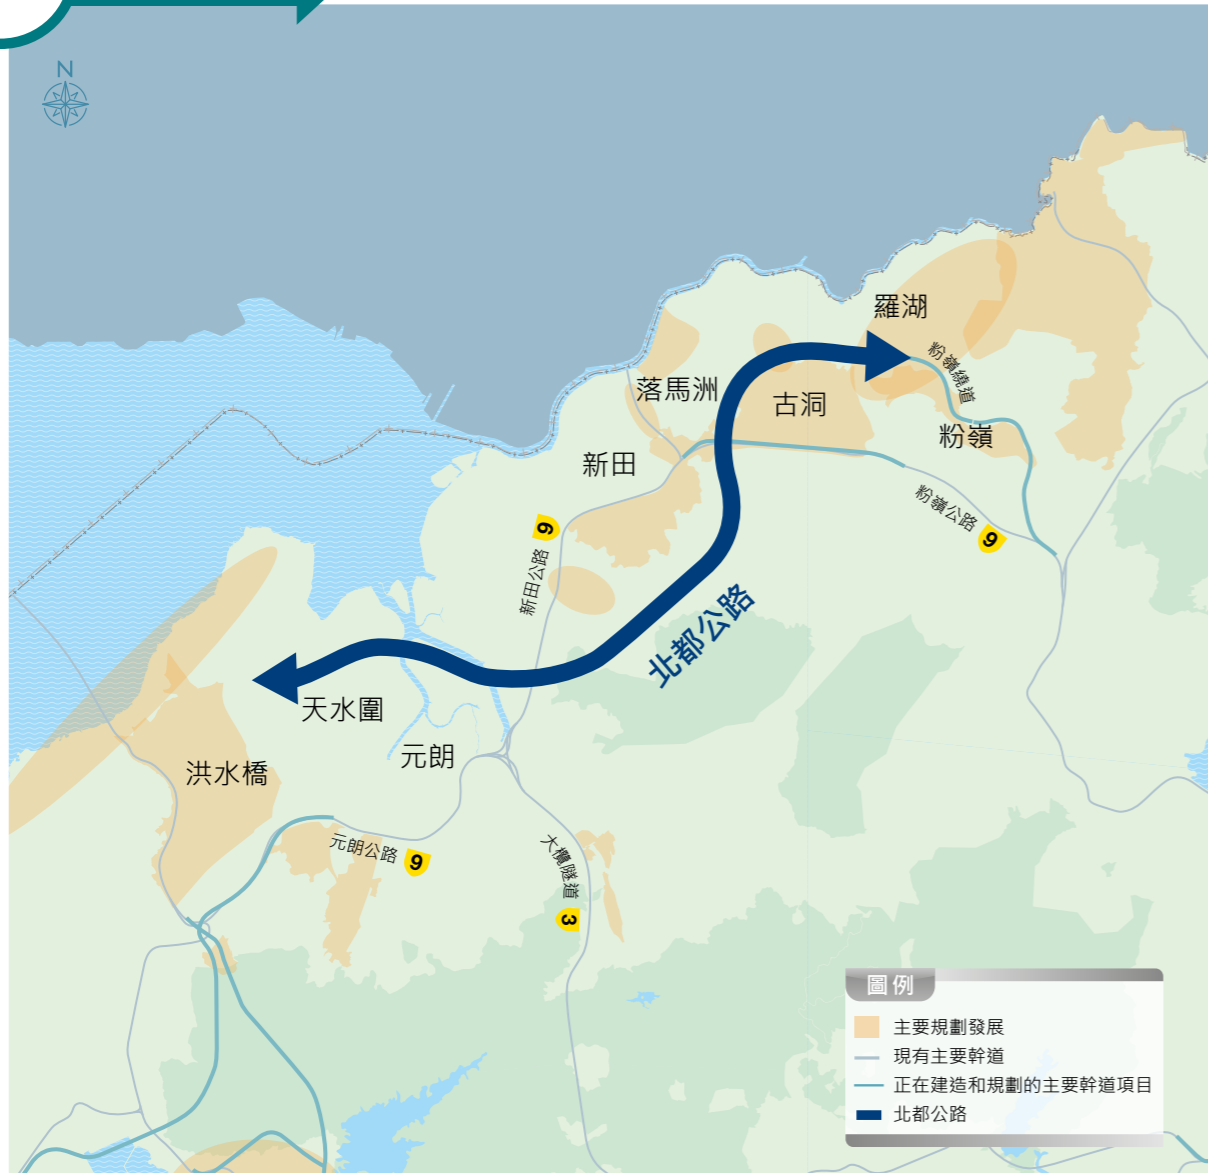 N
羅湖
粉嶺繞道
落馬洲
古洞
粉嶺
新田
粉嶺公路
9
9
新田公路
北都公路
天水圍
元朗
洪水橋
元朗公路
9
大欖隧道
3
圖例
主要規劃發展
現有主要幹道
正在建造和規劃的主要幹道項目
北都公路